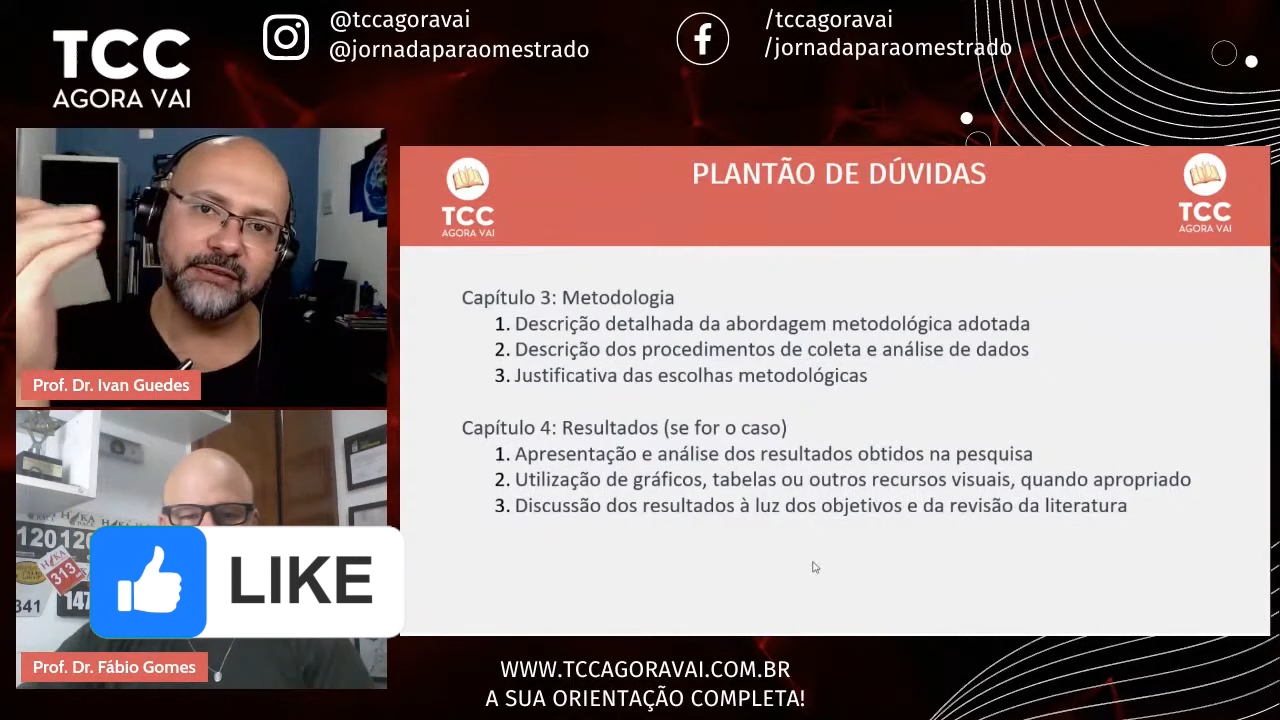 TCC
AGORA VAI
@tccagoravai
@jornadaparaomestrado
/tccagoravai
/jornadaparaomestrado
PLANTÃO DE DÚVIDAS
TCC
AGORA VAI
TCC
AGORA VAI
Capítulo 3: Metodologia
1. Descrição detalhada da abordagem metodológica adotada
2. Descrição dos procedimentos de coleta e análise de dados
3. Justificativa das escolhas metodológicas
Capítulo 4: Resultados (se for o caso)
1. Apresentação e análise dos resultados obtidos na pesquisa
2. Utilização de gráficos, tabelas ou outros recursos visuais, quando apropriado
3. Discussão dos resultados à luz dos objetivos e da revisão da literatura
Prof. Dr. Ivan Guedes
120
313
341
147
LIKE
Prof. Dr. Fábio Gomes
WWW.TCCAGORAVAI.COM.BR
A SUA ORIENTAÇÃO COMPLETA!